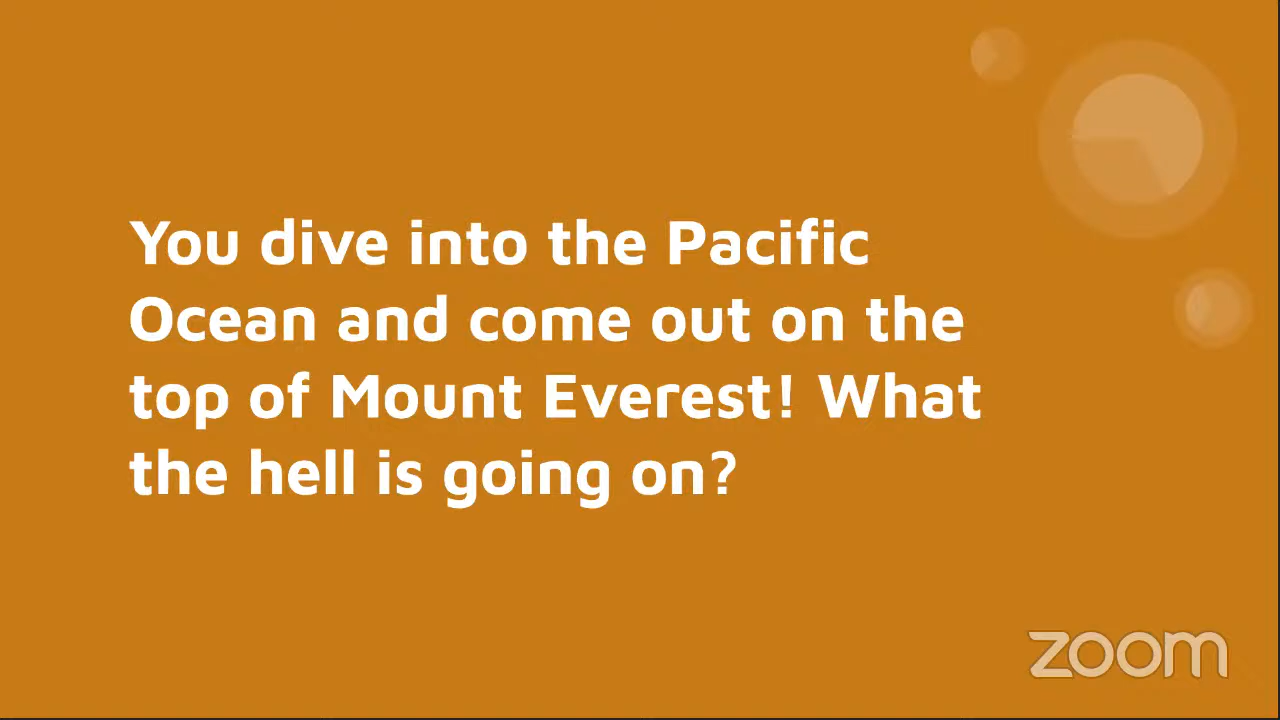 You dive into the Pacific
Ocean and come out on the
top of Mount Everest! What
the hell is going on?
zoom